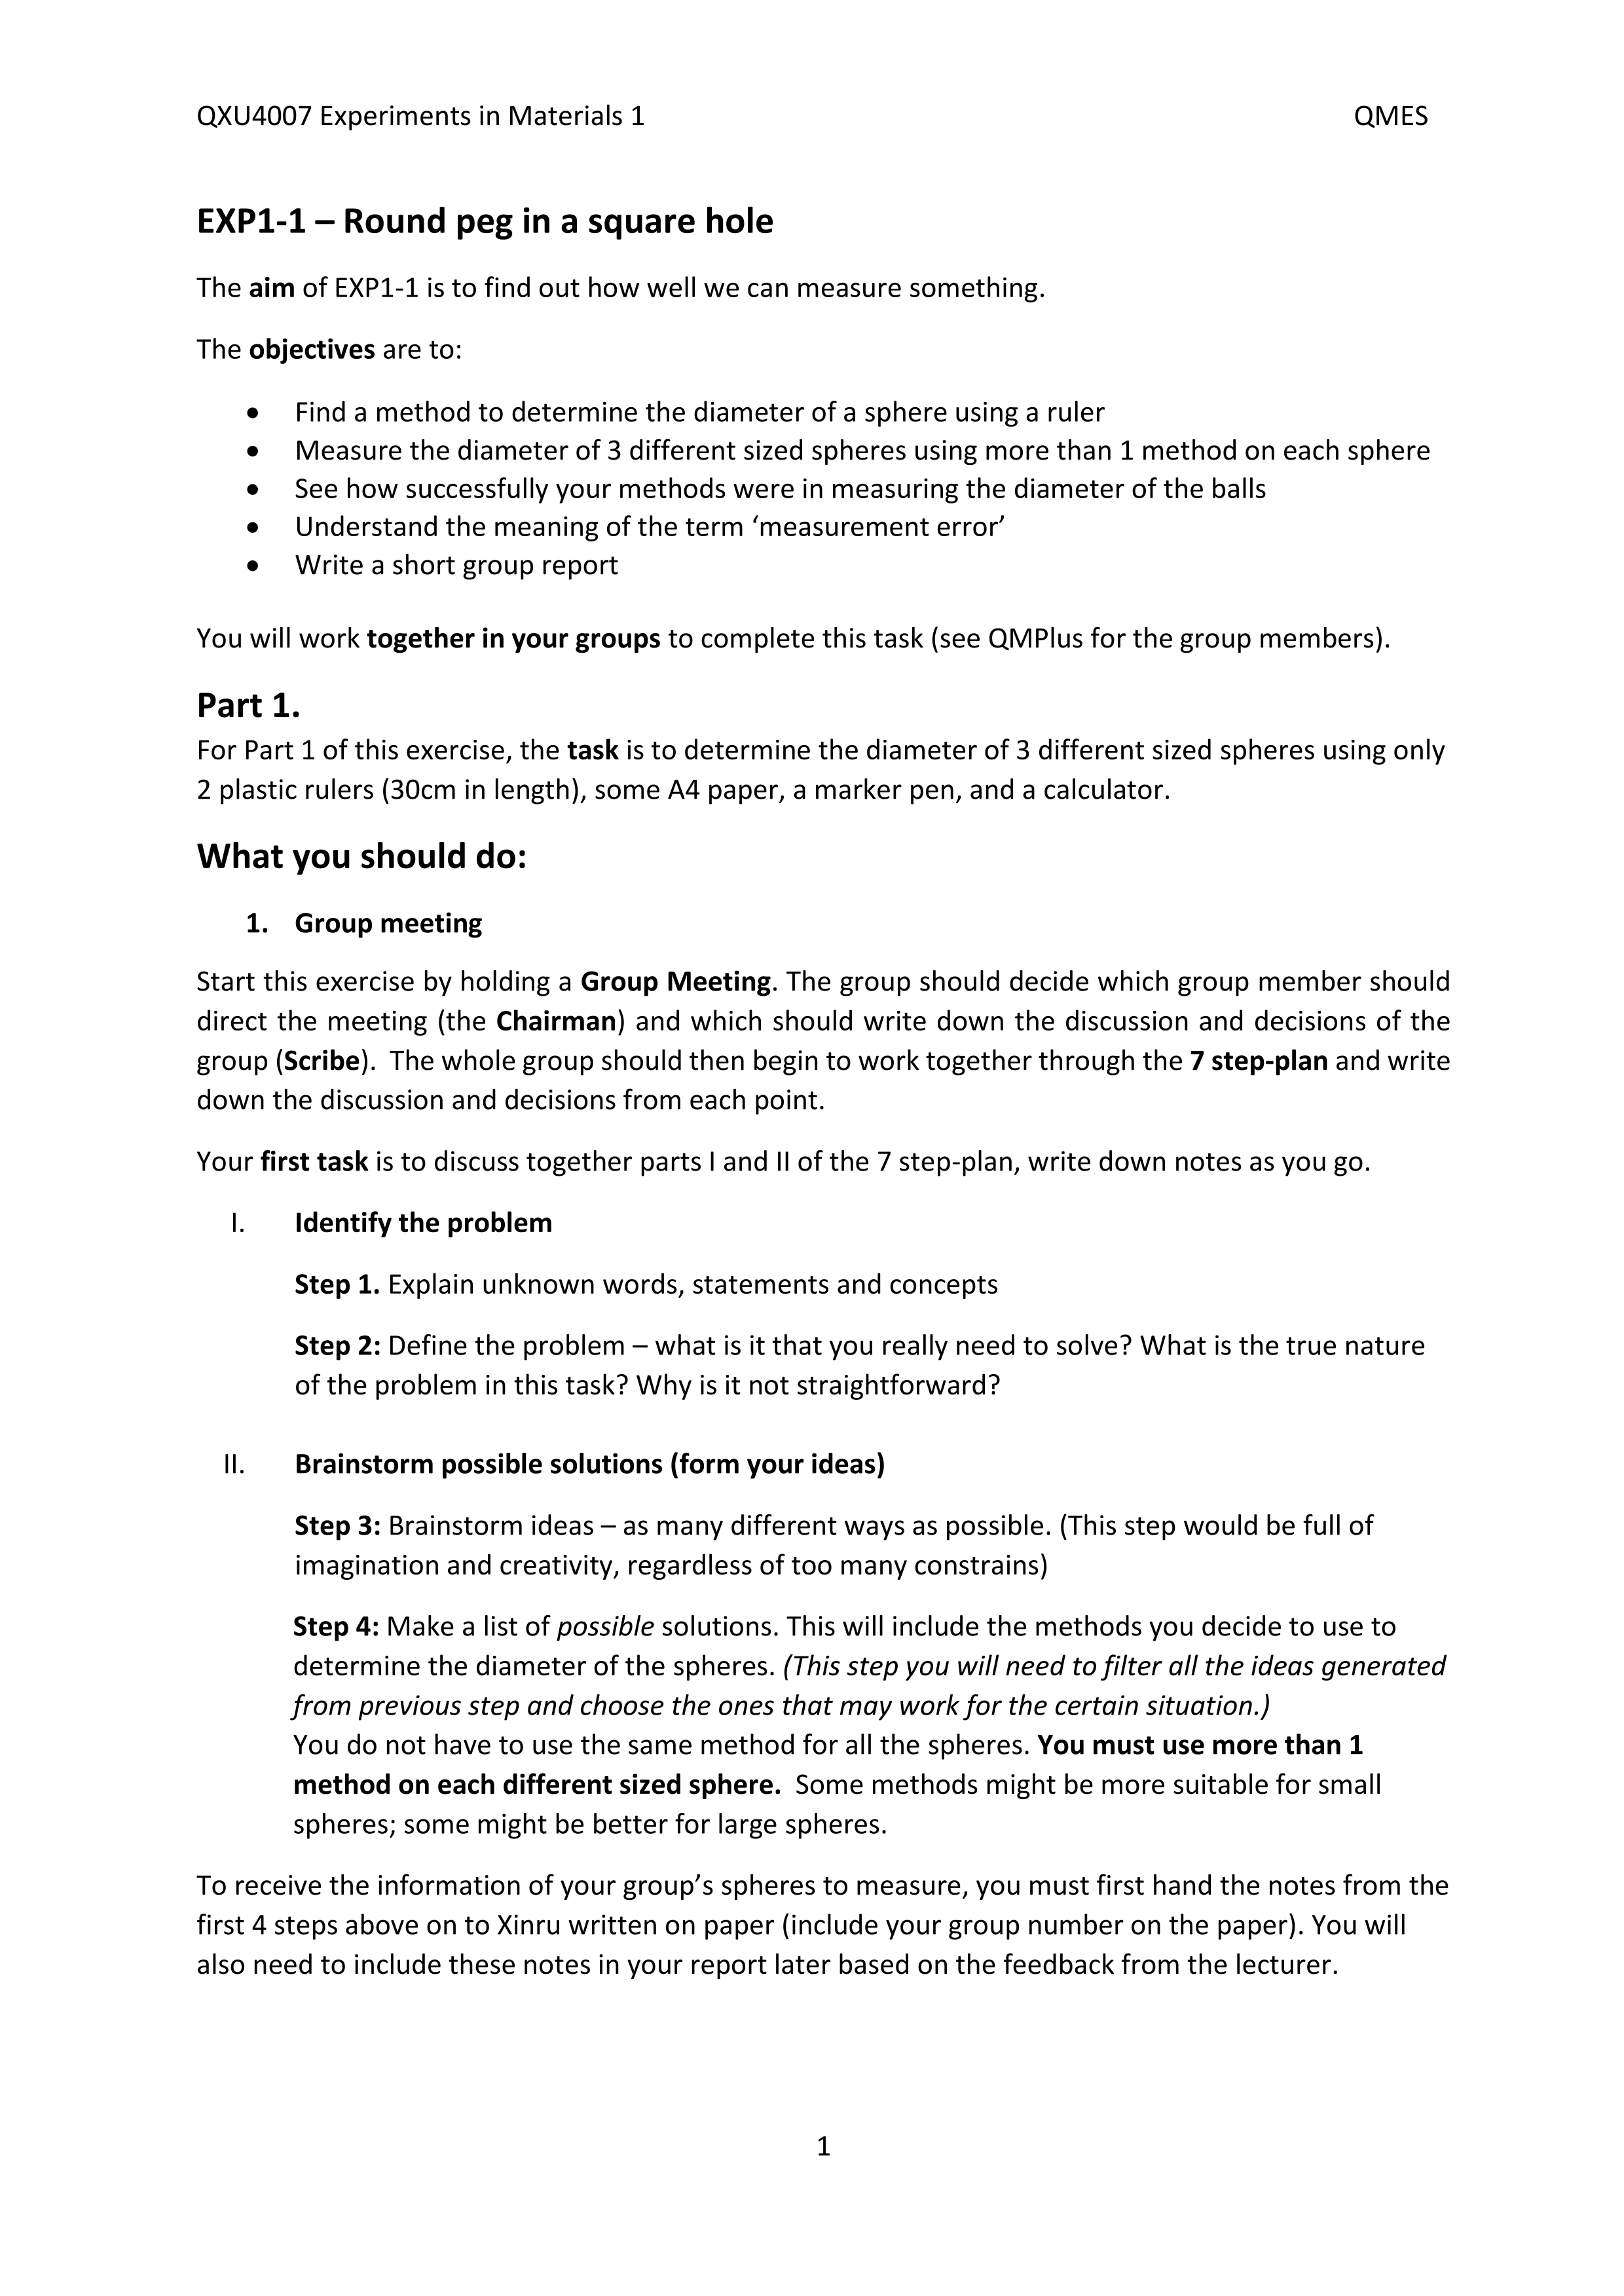 QXU4007 Experiments in Materials 1 QMES
EXP1-1 – Round peg in a square hole
The aim of EXP1-1 is to find out how well we can measure something.
The objectives are to:
• Find a method to determine the diameter of a sphere using a ruler
• Measure the diameter of 3 different sized spheres using more than 1 method on each sphere
• See how successfully your methods were in measuring the diameter of the balls
• Understand the meaning of the term ‘measurement error’
• Write a short group report
You will work together in your groups to complete this task (see QMPlus for the group members).
Part 1.
For Part 1 of this exercise, the task is to determine the diameter of 3 different sized spheres using only
2 plastic rulers (30cm in length), some A4 paper, a marker pen, and a calculator.
What you should do:
1. Group meeting
Start this exercise by holding a Group Meeting. The group should decide which group member should
direct the meeting (the Chairman) and which should write down the discussion and decisions of the
group (Scribe). The whole group should then begin to work together through the 7 step-plan and write
down the discussion and decisions from each point.
Your first task is to discuss together parts I and II of the 7 step-plan, write down notes as you go.
I. Identify the problem
Step 1. Explain unknown words, statements and concepts
Step 2: Define the problem – what is it that you really need to solve? What is the true nature
of the problem in this task? Why is it not straightforward?
II. Brainstorm possible solutions (form your ideas)
Step 3: Brainstorm ideas – as many different ways as possible. (This step would be full of
imagination and creativity, regardless of too many constrains)
Step 4: Make a list of possible solutions. This will include the methods you decide to use to
determine the diameter of the spheres. (This step you will need to filter all the ideas generated
from previous step and choose the ones that may work for the certain situation.)
You do not have to use the same method for all the spheres. You must use more than 1
method on each different sized sphere. Some methods might be more suitable for small
spheres; some might be better for large spheres.
To receive the information of your group’s spheres to measure, you must first hand the notes from the
first 4 steps above on to Xinru written on paper (include your group number on the paper). You will
also need to include these notes in your report later based on the feedback from the lecturer.
1